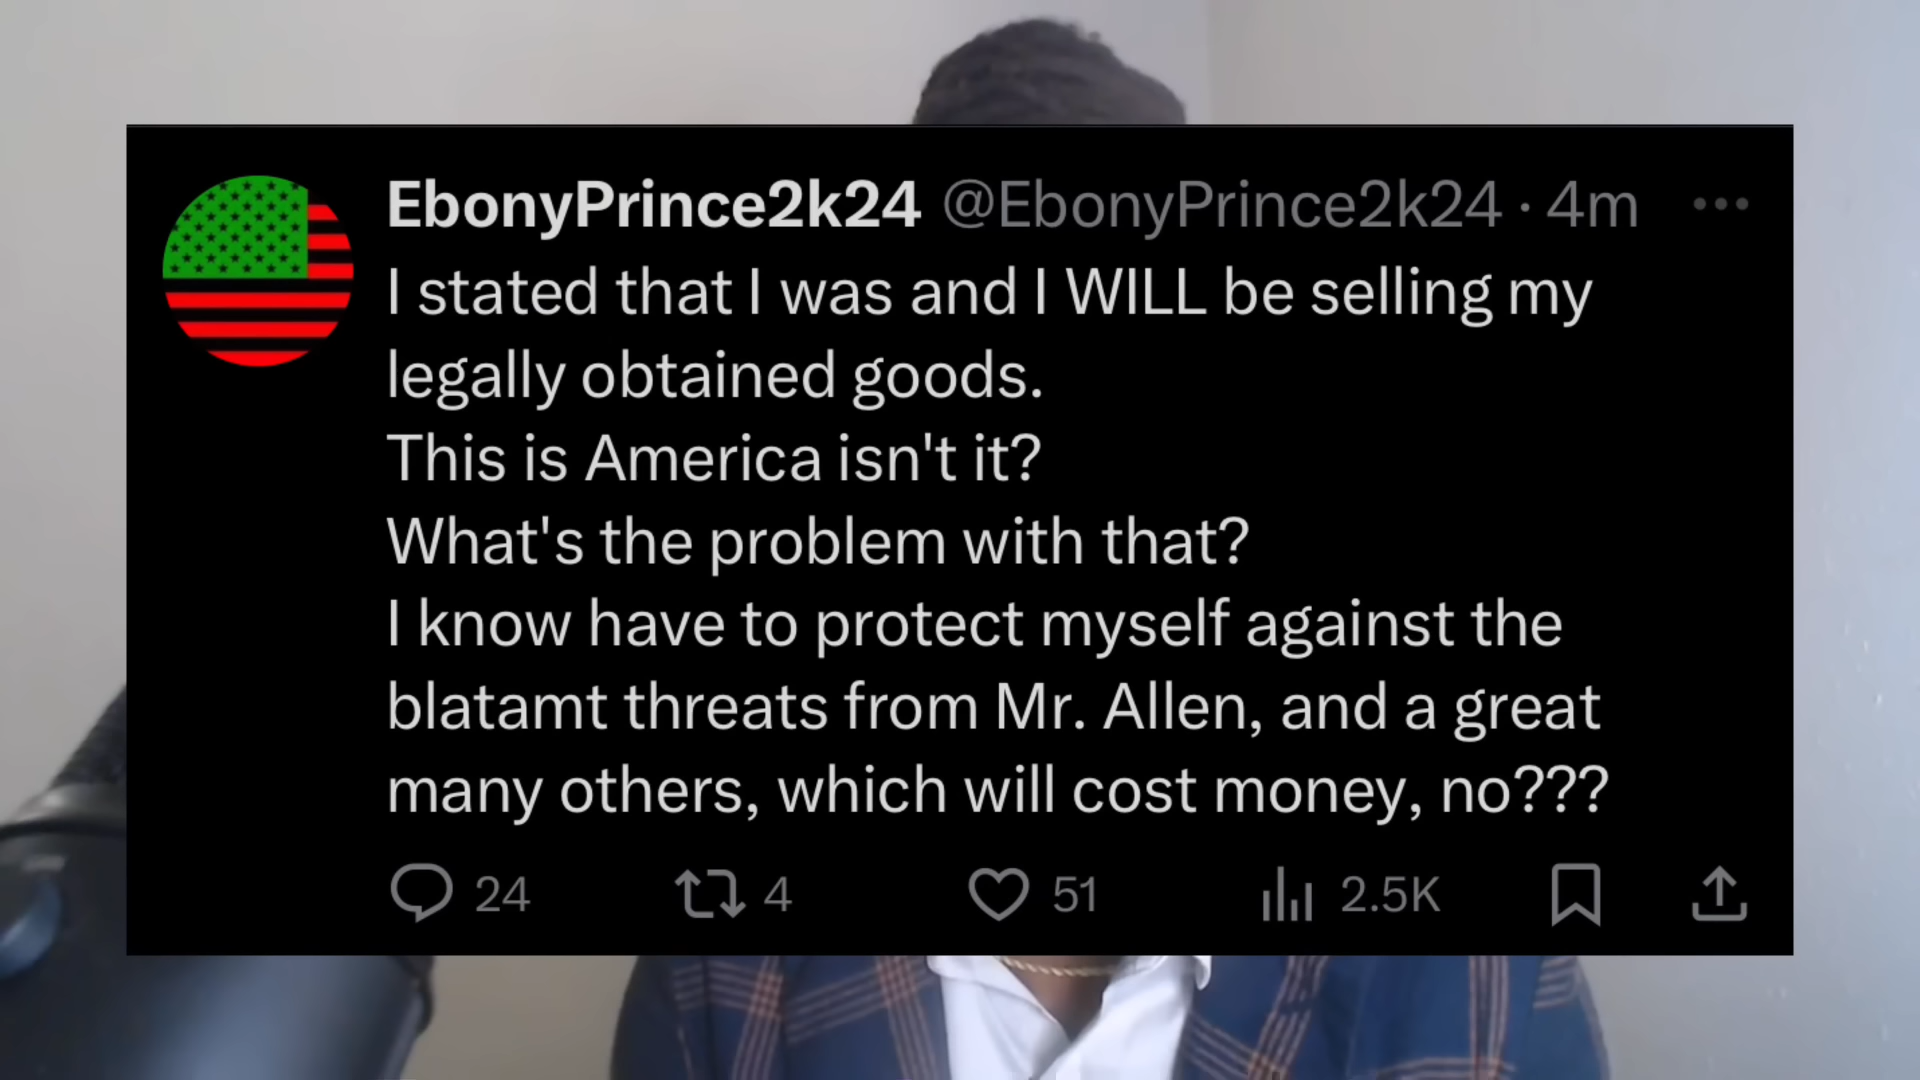 EbonyPrince2k24 @EbonyPrince2k24 · 4m
I stated that I was and I WILL be selling my
legally obtained goods.
This is America isn't it?
What's the problem with that?
I know have to protect myself against the
blatamt threats from Mr. Allen, and a great
many others, which will cost money, no???
24 4 51 2.5K